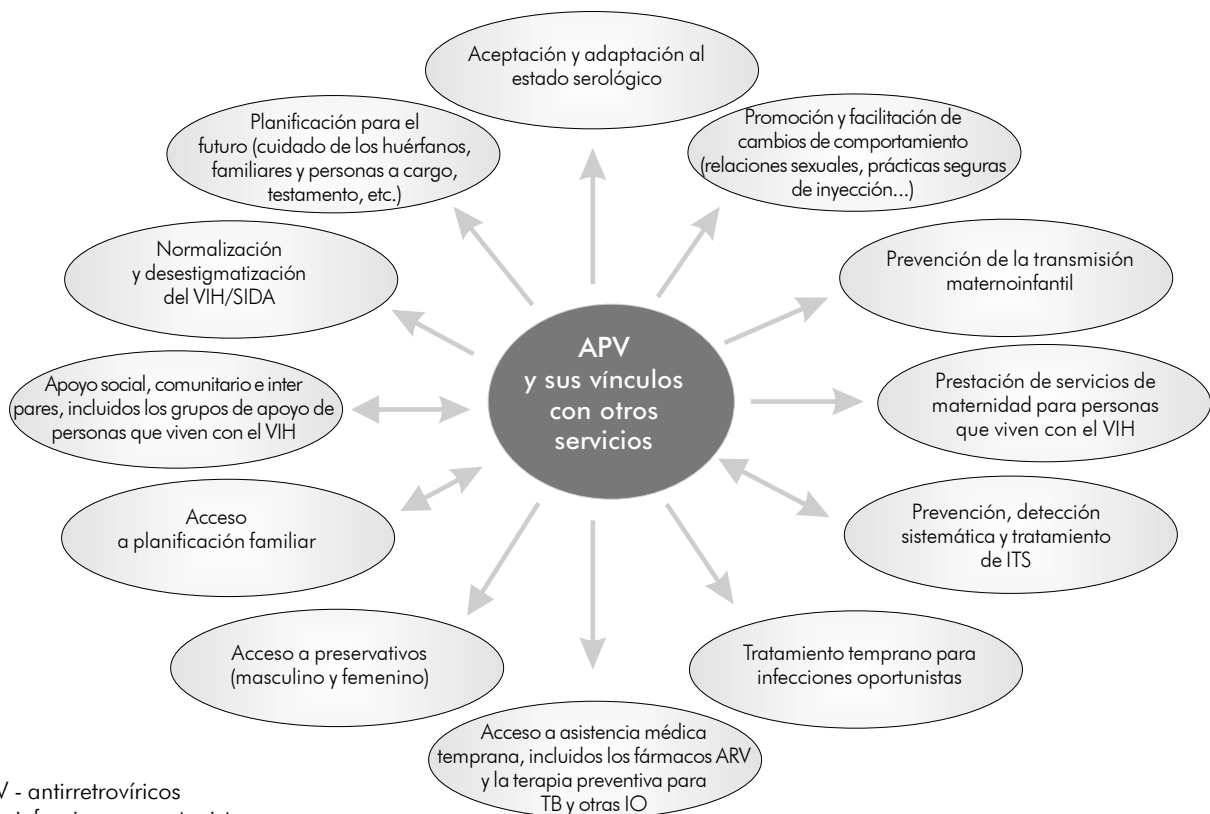 Aceptación y adaptación al
estado serológico
Planificación para el
futuro (cuidado de los huérfanos,
familiares y personas a cargo,
testamento, etc.)
Promoción y facilitación de
cambios de comportamiento
(relaciones sexuales, prácticas seguras
de inyección...)
Normalización
y desestigmatización
del VIH/SIDA
Prevención de la transmisión
maternoinfantil
APV
y sus vínculos
con otros
servicios
Apoyo social, comunitario e inter
pares, incluidos los grupos de apoyo de
personas que viven con el VIH
Prestación de servicios de
maternidad para personas
que viven con el VIH
Acceso
a planificación familiar
Prevención, detección
sistemática y tratamiento
de ITS
Acceso a preservativos
(masculino y femenino)
Tratamiento temprano para
infecciones oportunistas
Acceso a asistencia médica
temprana, incluidos los fármacos ARV
y la terapia preventiva para
TB y otras IO
V - antirretrovíricos